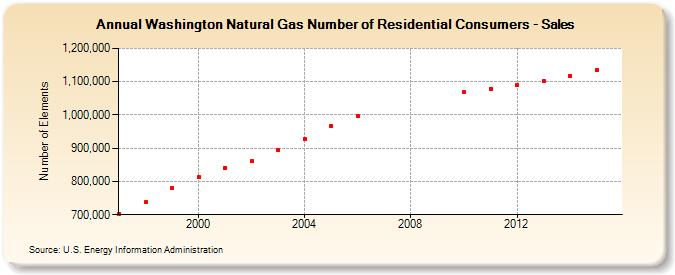 Annual Washington Natural Gas Number of Residential Consumers - Sales
Number of Elements
1,200,000
1,100,000
1,000,000
900,000
800,000
700,000
2000 2004 2008 2012
Source: U.S. Energy Information Administration